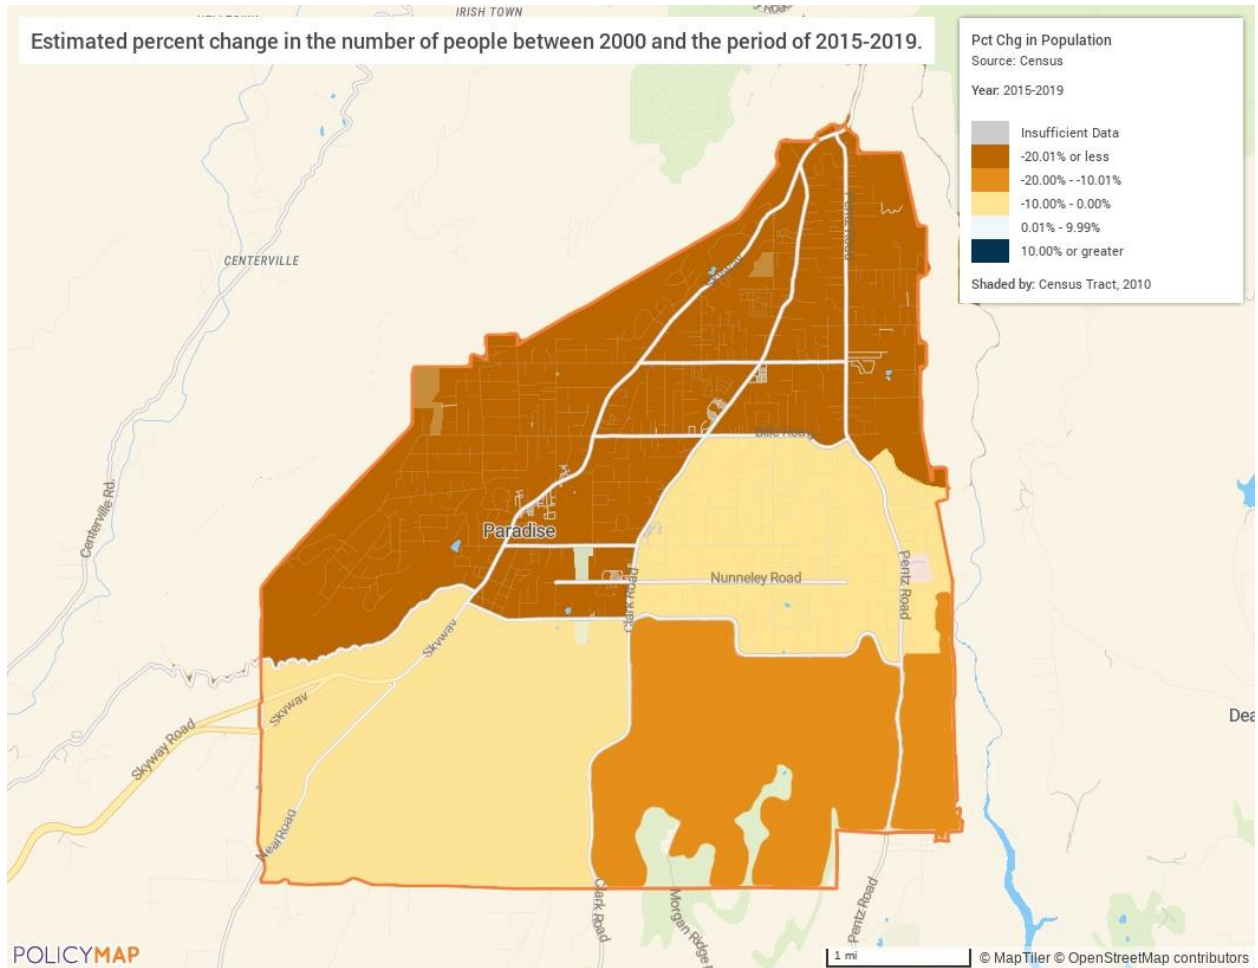 IRISH TOWN
Estimated percent change in the number of people between 2000 and the period of 2015-2019.
Pct Chg in Population
Source: Census
Year: 2015-2019
Insufficient Data
-20.01% or less
-20.00% - -10.01%
-10.00% - 0.00%
0.01% - 9.99%
10.00% or greater
Shaded by: Census Tract, 2010
CENTERVILLE
Skyway
Centerville Rd.
Paradise
Nunneley Road
Pentz Road
Clark Road
Skyway
Skyway
Skyway Road
Dea
Neal Road
Clark Road
Morgan Ridge
Pentz Road
POLICYMAP
1 mi
© MapTiler © OpenStreetMap contributors